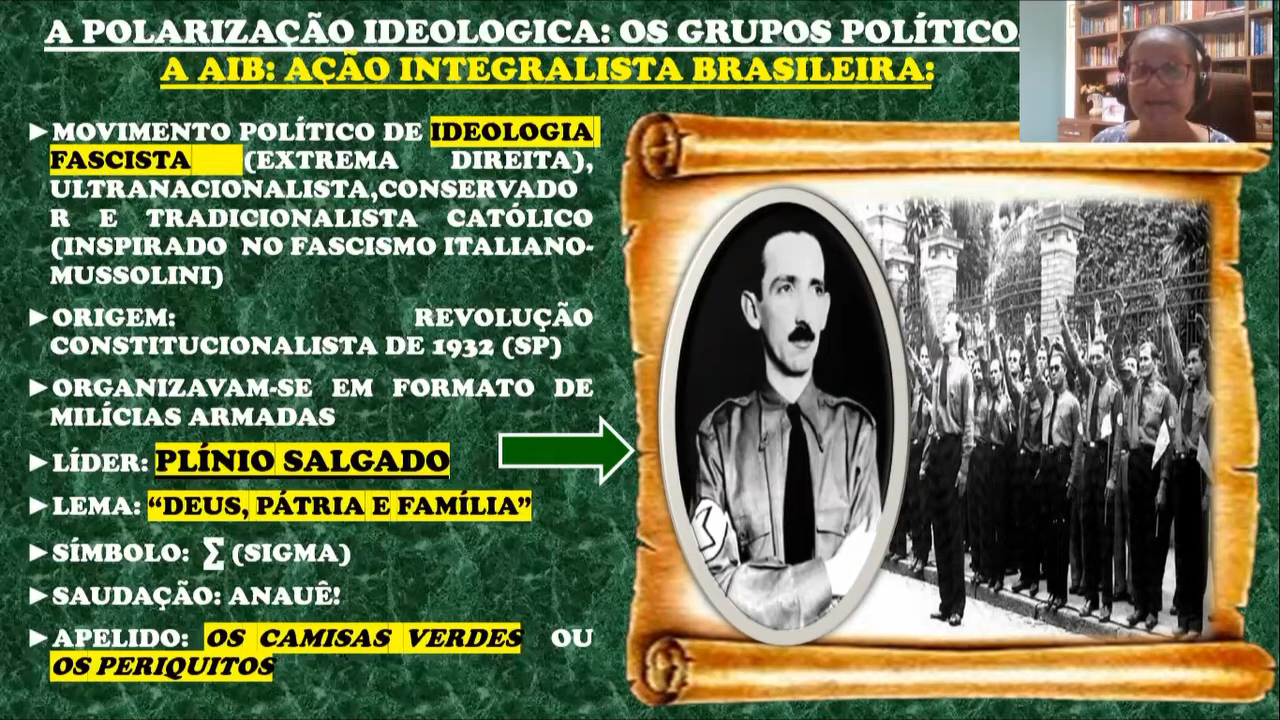 A POLARIZAÇÃO IDEOLOGICA: OS GRUPOS POLÍTICO
A AIB: AÇÃO INTEGRALISTA BRASILEIRA:
►MOVIMENTO POLÍTICO DE IDEOLOGIA
FASCISTA (EXTREMA DIREITA),
ULTRANACIONALISTA,CONSERVADO
R E TRADICIONALISTA CATÓLICO
(INSPIRADO NO FASCISMO ITALIANO-
MUSSOLINI)
►ORIGEM: REVOLUÇÃO
CONSTITUCIONALISTA DE 1932 (SP)
►ORGANIZAVAM-SE EM FORMATO DE
MILÍCIAS ARMADAS
►LÍDER: PLÍNIO SALGADO
►LEMA: “DEUS, PÁTRIA E FAMÍLIA”
►SÍMBOLO: ∑ (SIGMA)
►SAUDAÇÃO: ANAUÊ!
►APELIDO: OS CAMISAS VERDES OU
OS PERIQUITOS